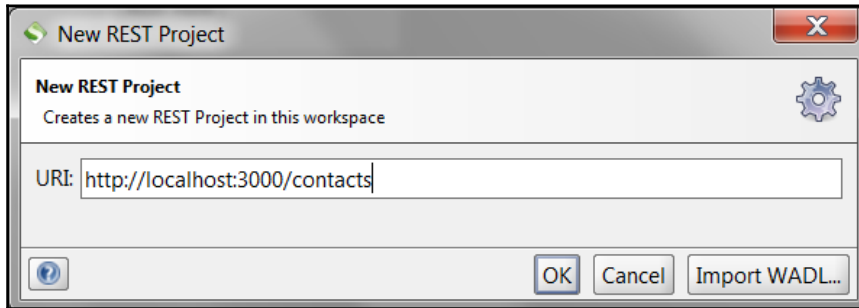 New REST Project
New REST Project
Creates a new REST Project in this workspace
URI: http://localhost:3000/contacts
OK Cancel Import WADL...